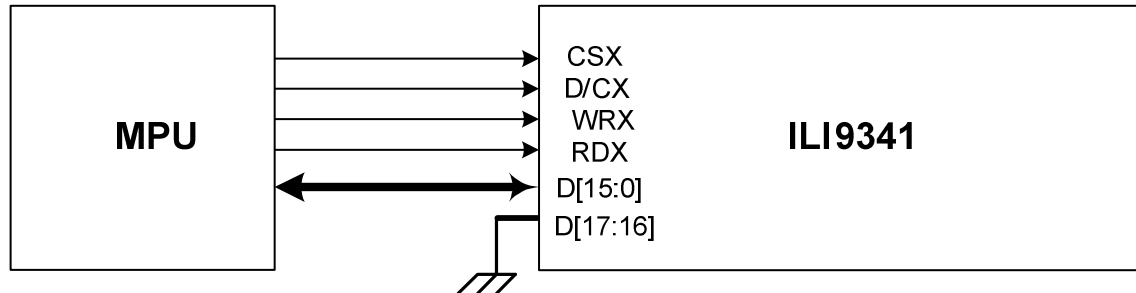 MPU
CSX
D/CX
WRX
RDX
D[15:0]
D[17:16]
ILI9341